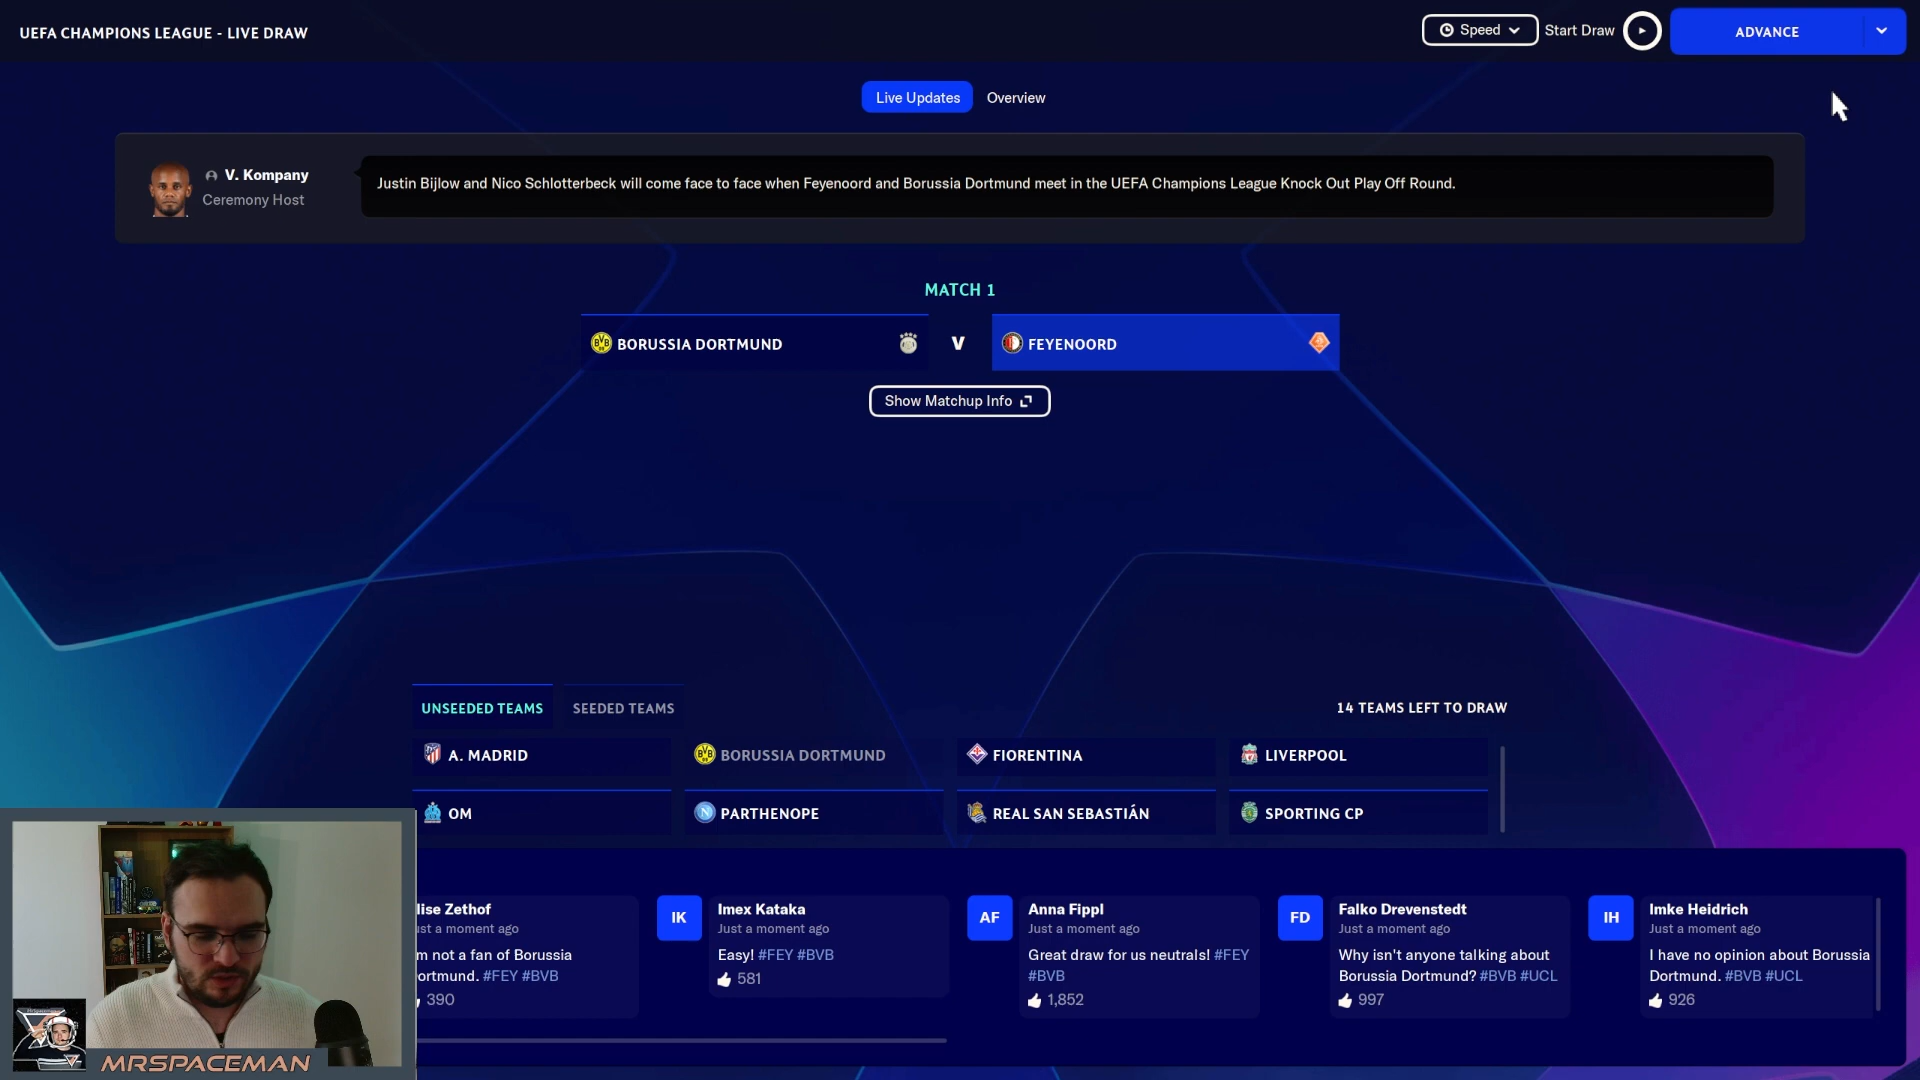 UEFA CHAMPIONS LEAGUE - LIVE DRAW
Speed
Start Draw
ADVANCE
Live Updates
Overview
V. Kompany
Ceremony Host
Justin Bijlow and Nico Schlotterbeck will come face to face when Feyenoord and Borussia Dortmund meet in the UEFA Champions League Knock Out Play Off Round.
MATCH 1
BORUSSIA DORTMUND
V
FEYENOORD
Show Matchup Info
UNSEEDED TEAMS
SEEDED TEAMS
14 TEAMS LEFT TO DRAW
A. MADRID
BORUSSIA DORTMUND
FIORENTINA
LIVERPOOL
OM
PARTHENOPE
REAL SAN SEBASTIÁN
SPORTING CP
lise Zethof
st a moment ago
m not a fan of Borussia
ortmund. #FEY #BVB
390
IK
Imex Kataka
Just a moment ago
Easy! #FEY #BVB
581
AF
Anna Fippl
Just a moment ago
Great draw for us neutrals! #FEY
#BVB
1,852
FD
Falko Drevenstedt
Just a moment ago
Why isn't anyone talking about
Borussia Dortmund? #BVB #UCL
997
IH
Imke Heidrich
Just a moment ago
I have no opinion about Borussia
Dortmund. #BVB #UCL
926
MRSPACEMAN